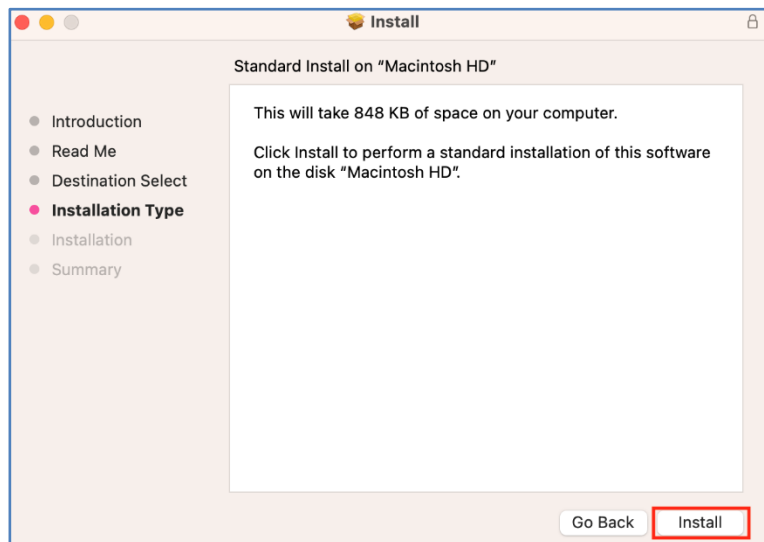 Install
Standard Install on “Macintosh HD”
Introduction
Read Me
Destination Select
Installation Type
Installation
Summary
This will take 848 KB of space on your computer.
Click Install to perform a standard installation of this software
on the disk “Macintosh HD”.
Go Back
Install